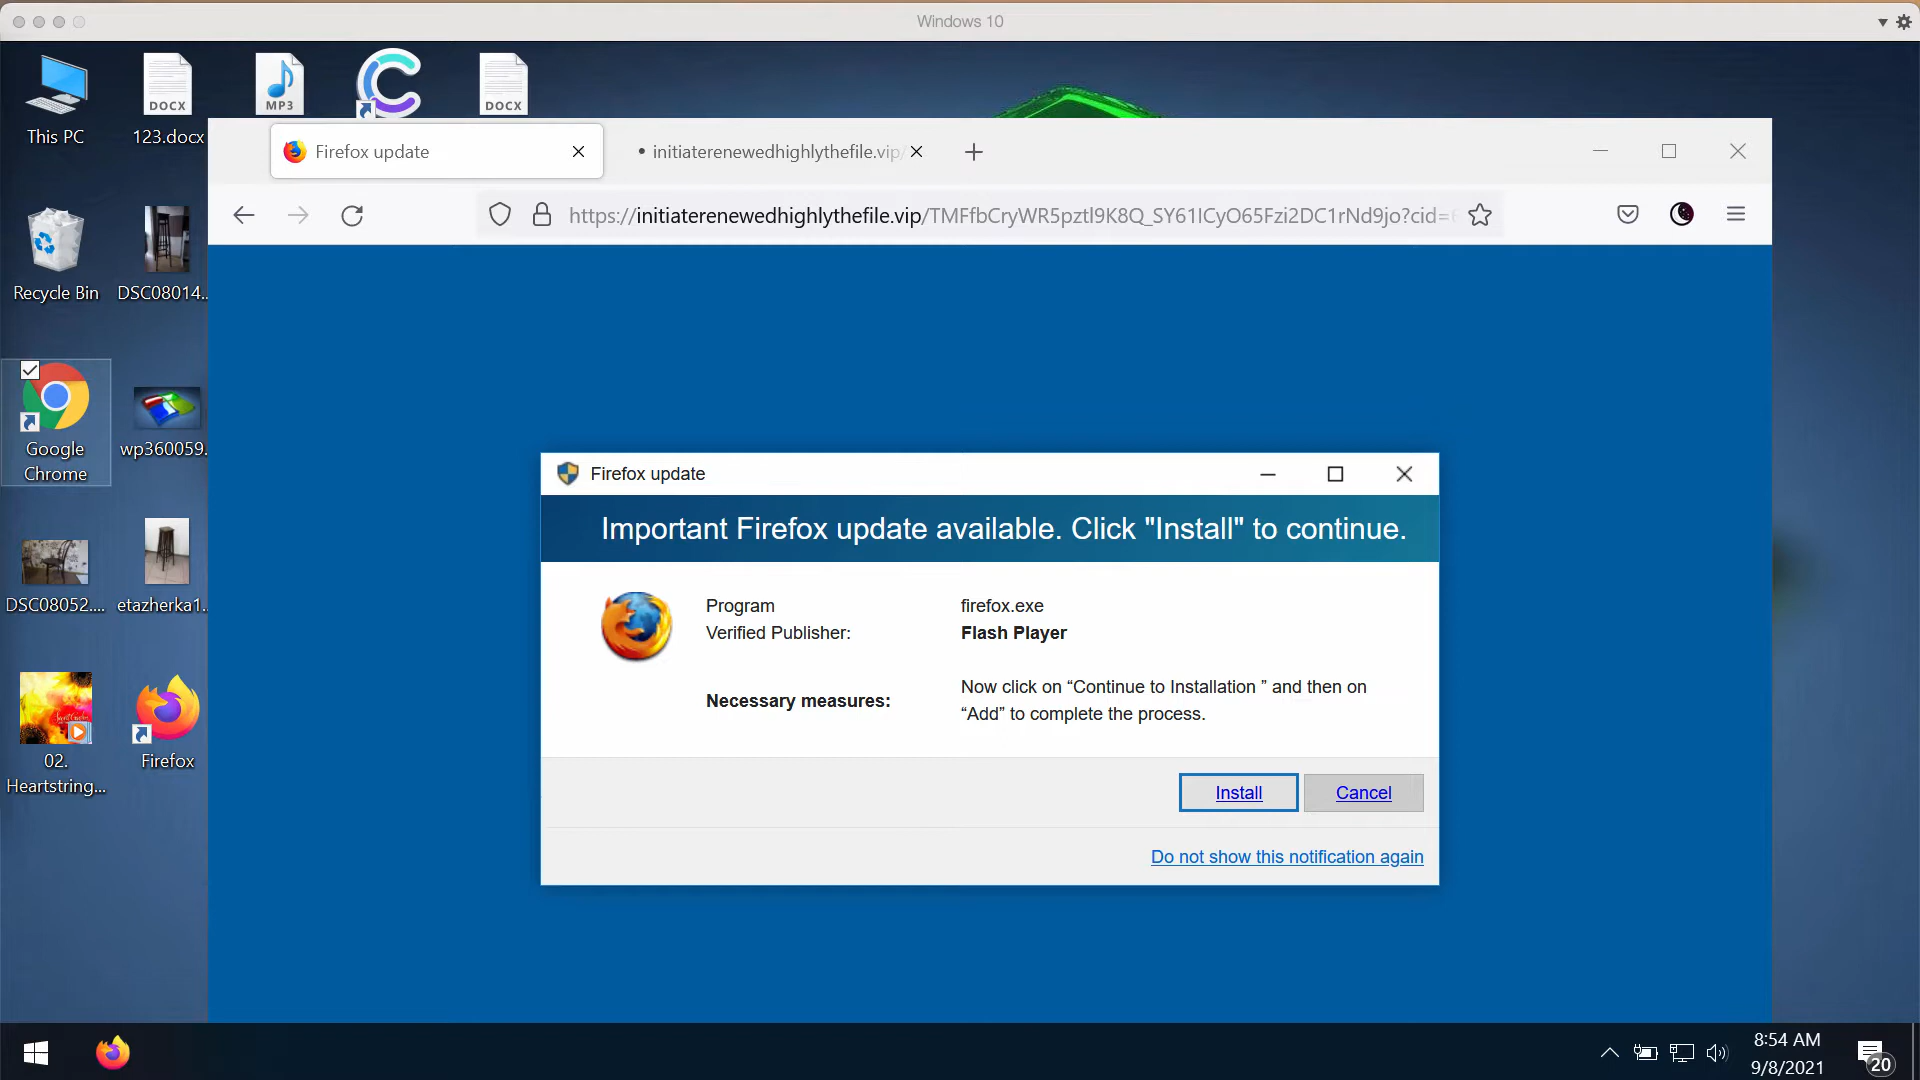 Windows 10
DOCX
MP3
DOCX
This PC
123.docx
Firefox update
initiaterenewedhighlythefile.vip/
https://initiaterenewedhighlythefile.vip/TMFfbCryWR5pztl9K8Q_SY61ICyO65Fzi2DC1rNd9jo?cid=
Recycle Bin
DSC08014...
Google
Chrome
wp360059...
DSC08052....
etazherka1...
02.
Heartstring...
Firefox
Firefox update
Important Firefox update available. Click "Install" to continue.
Program
firefox.exe
Verified Publisher:
Flash Player
Necessary measures:
Now click on “Continue to Installation ” and then on
“Add” to complete the process.
Install
Cancel
Do not show this notification again
8:54 AM
9/8/2021
20